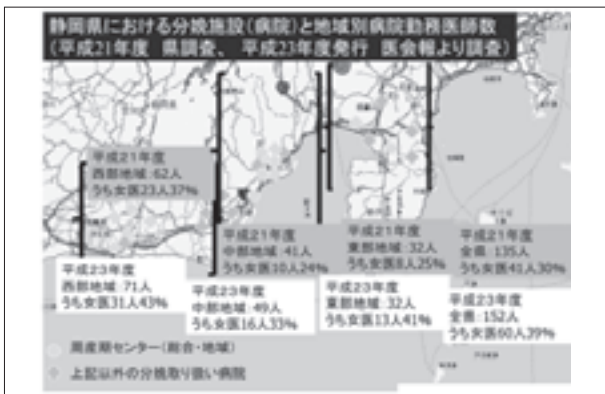 静岡県における分娩施設(病院)と地域別病院勤務医師数
(平成21年度 県調査、 平成23年度発行 医会報より調査)
平成21年度
西部地域:62人
うち女医23人37%
平成21年度
中部地域:41人
うち女医10人24%
平成21年度
東部地域:32人
うち女医8人25%
平成21年度
全県:135人
うち女医41人30%
平成23年度
西部地域:71人
うち女医31人43%
平成23年度
中部地域:49人
うち女医16人33%
平成23年度
東部地域:32人
うち女医13人41%
平成23年度
全県:152人
うち女医60人39%
周産期センター(総合・地域)
上記以外の分娩取り扱い病院